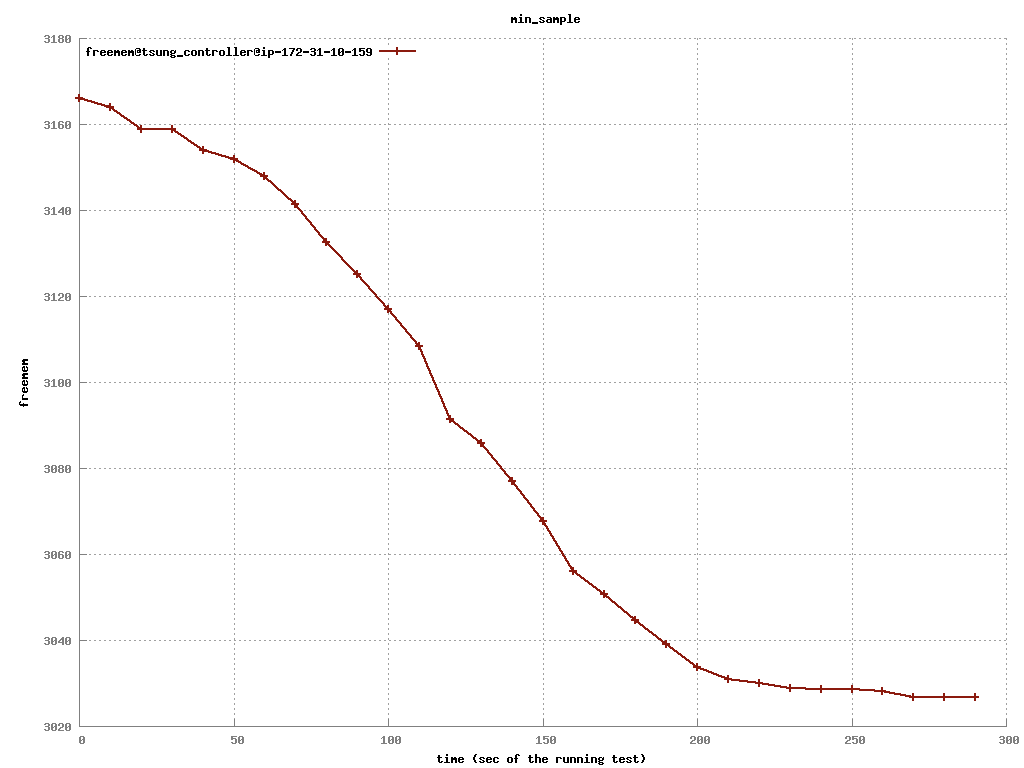 min_sample
3180
freemem@tsung_controller@ip-172-31-10-159
3160
3140
3120
3100
3080
3060
3040
3020
freemem
0 50 100 150 200 250 300
time (sec of the running test)